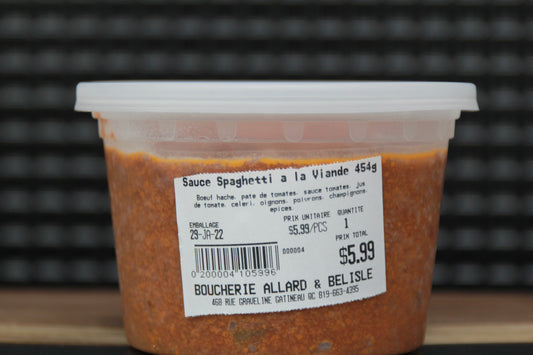 Sauce Spaghetti a la Viande 454g
Boeuf hache, pate de tomates, sauce tomates, jus
de tomate, celeri, oignons, poivrons, champignons,
epices.
EMBALLAGE
29-JA-22
PRIX UNITAIRE
$5.99/PCS
QUANTITE
1
PRIX TOTAL
$5.99
000004
0 200004 105996
BOUCHERIE ALLARD & BELISLE
460 RUE GRAVELINE GATINEAU QC 819-663-4395